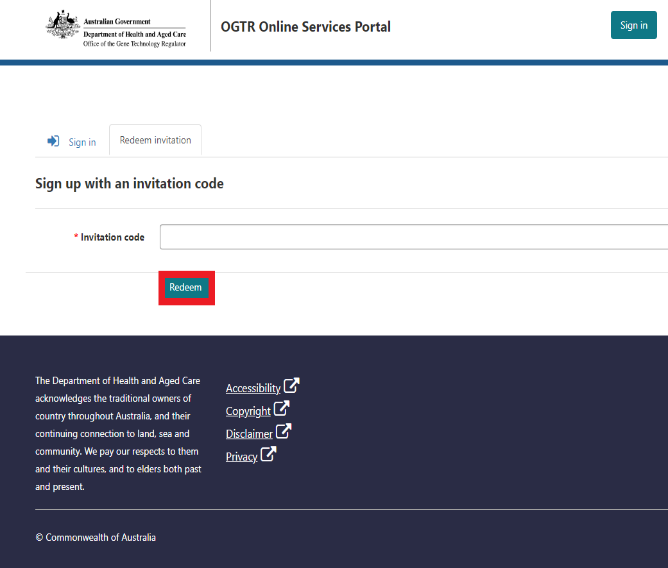 Australian Government
Department of Health and Aged Care
Office of the Gene Technology Regulator
OGTR Online Services Portal
Sign in
Sign in
Redeem invitation
Sign up with an invitation code
* Invitation code
Redeem
The Department of Health and Aged Care
acknowledges the traditional owners of
country throughout Australia, and their
continuing connection to land, sea and
community. We pay our respects to them
and their cultures, and to elders both past
and present.
Accessibility
Copyright
Disclaimer
Privacy
© Commonwealth of Australia